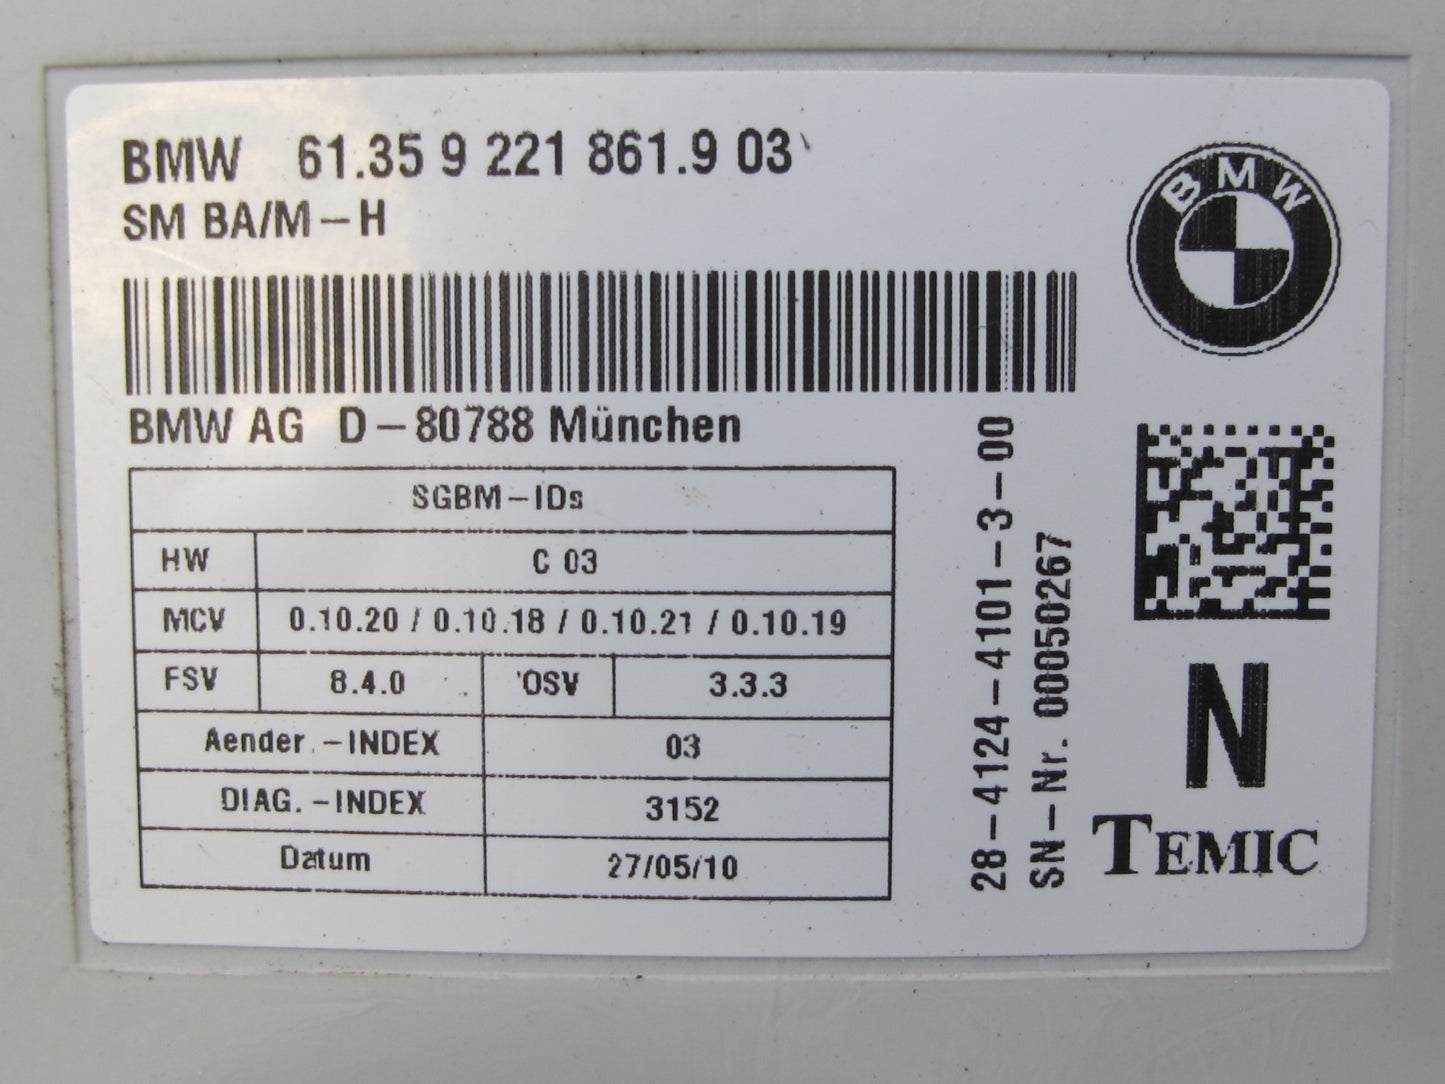 BMW 61.35 9 221 861.9 03
SM BA/M-H
BMW
BMW AG D-80788 München
SGBM-IDs
HW C 03
MCV 0.10.20 / 0.10.18 / 0.10.21 / 0.10.19
FSV 8.4.0 OSV 3.3.3
Aender.-INDEX 03
DIAG.-INDEX 3152
Datum 27/05/10
28-4124-4101-3-00
SN-Nr. 00050267
N
TEMIC